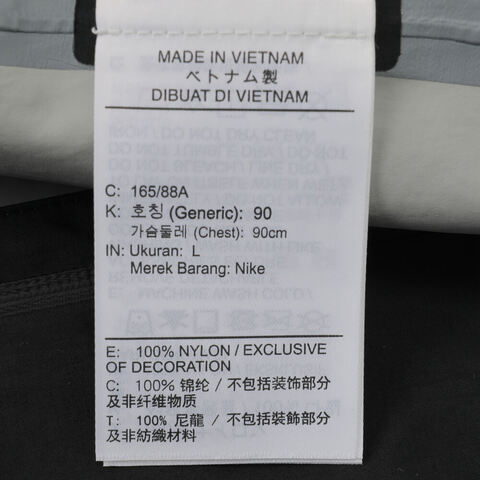 MADE IN VIETNAM
ベトナム製
DIBUAT DI VIETNAM
C: 165/88A
K: 호칭 (Generic): 90
가슴둘레 (Chest): 90cm
IN: Ukuran: L
Merek Barang: Nike
E: 100% NYLON / EXCLUSIVE
OF DECORATION
C: 100% 锦纶 / 不包括装饰部分
及非纤维物质
T: 100% 尼龍 / 不包括裝飾部分
及非紡織材料